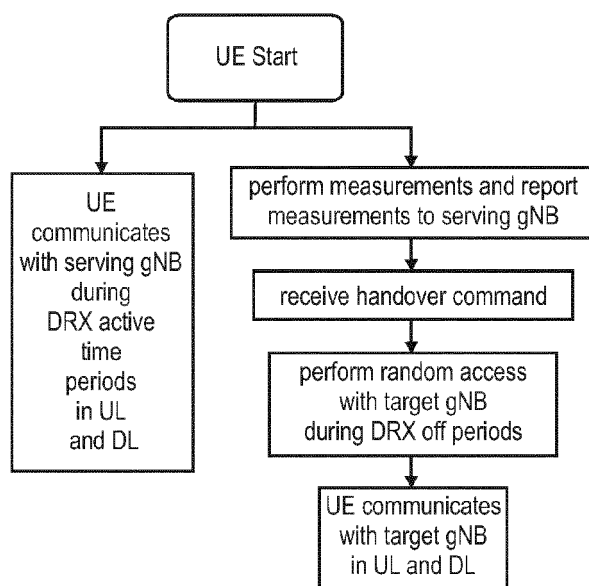 UE Start
UE
communicates
with serving gNB
during
DRX active
time
periods
in UL
and DL
perform measurements and report
measurements to serving gNB
receive handover command
perform random access
with target gNB
during DRX off periods
UE communicates
with target gNB
in UL and DL